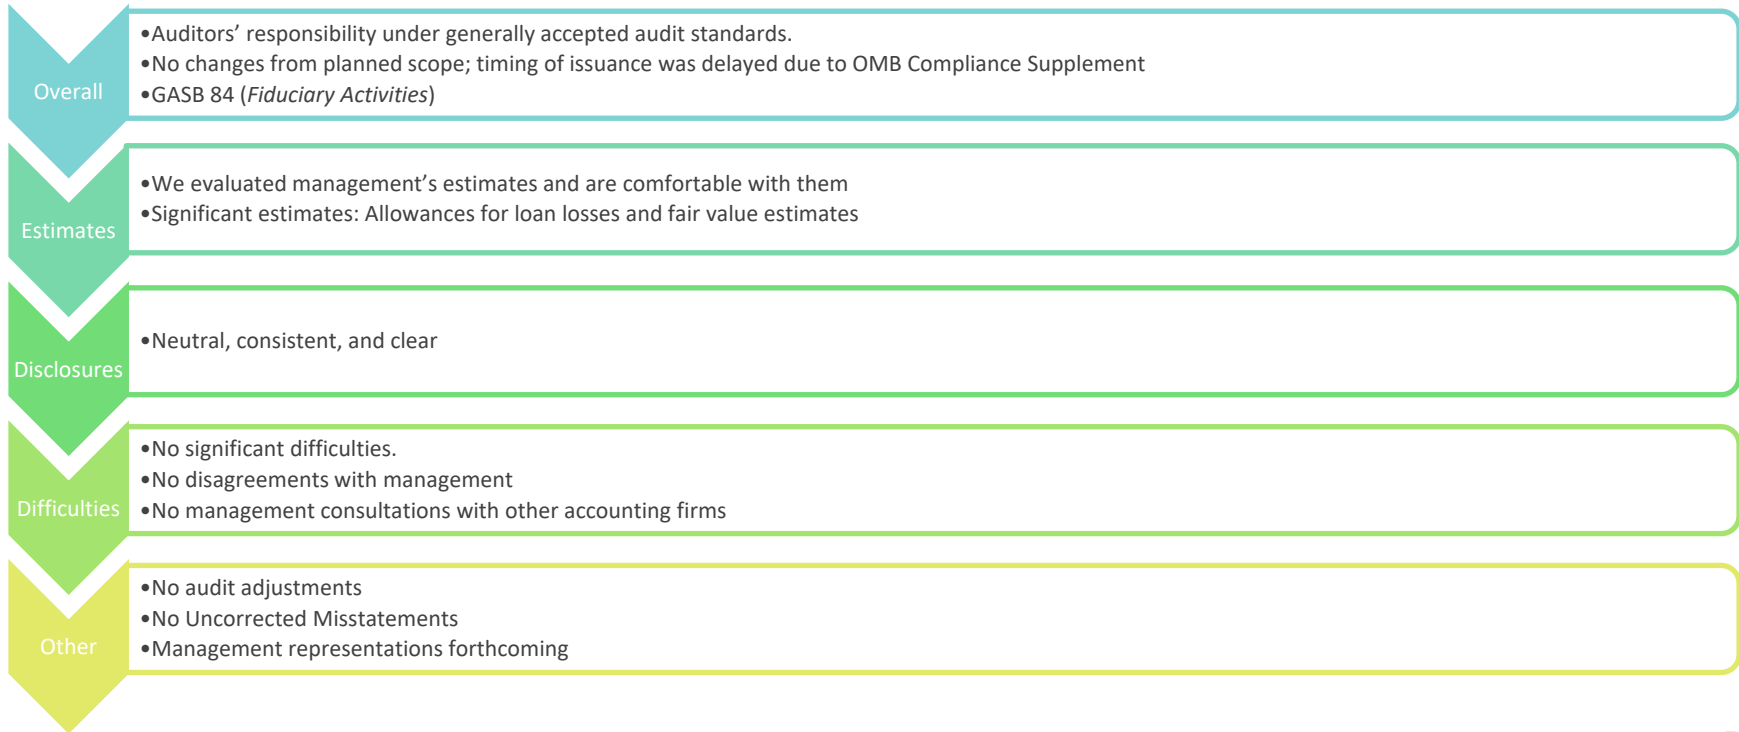 Overall
•Auditors’ responsibility under generally accepted audit standards.
•No changes from planned scope; timing of issuance was delayed due to OMB Compliance Supplement
•GASB 84 (Fiduciary Activities)
Estimates
•We evaluated management’s estimates and are comfortable with them
•Significant estimates: Allowances for loan losses and fair value estimates
Disclosures
•Neutral, consistent, and clear
Difficulties
•No significant difficulties.
•No disagreements with management
•No management consultations with other accounting firms
Other
•No audit adjustments
•No Uncorrected Misstatements
•Management representations forthcoming